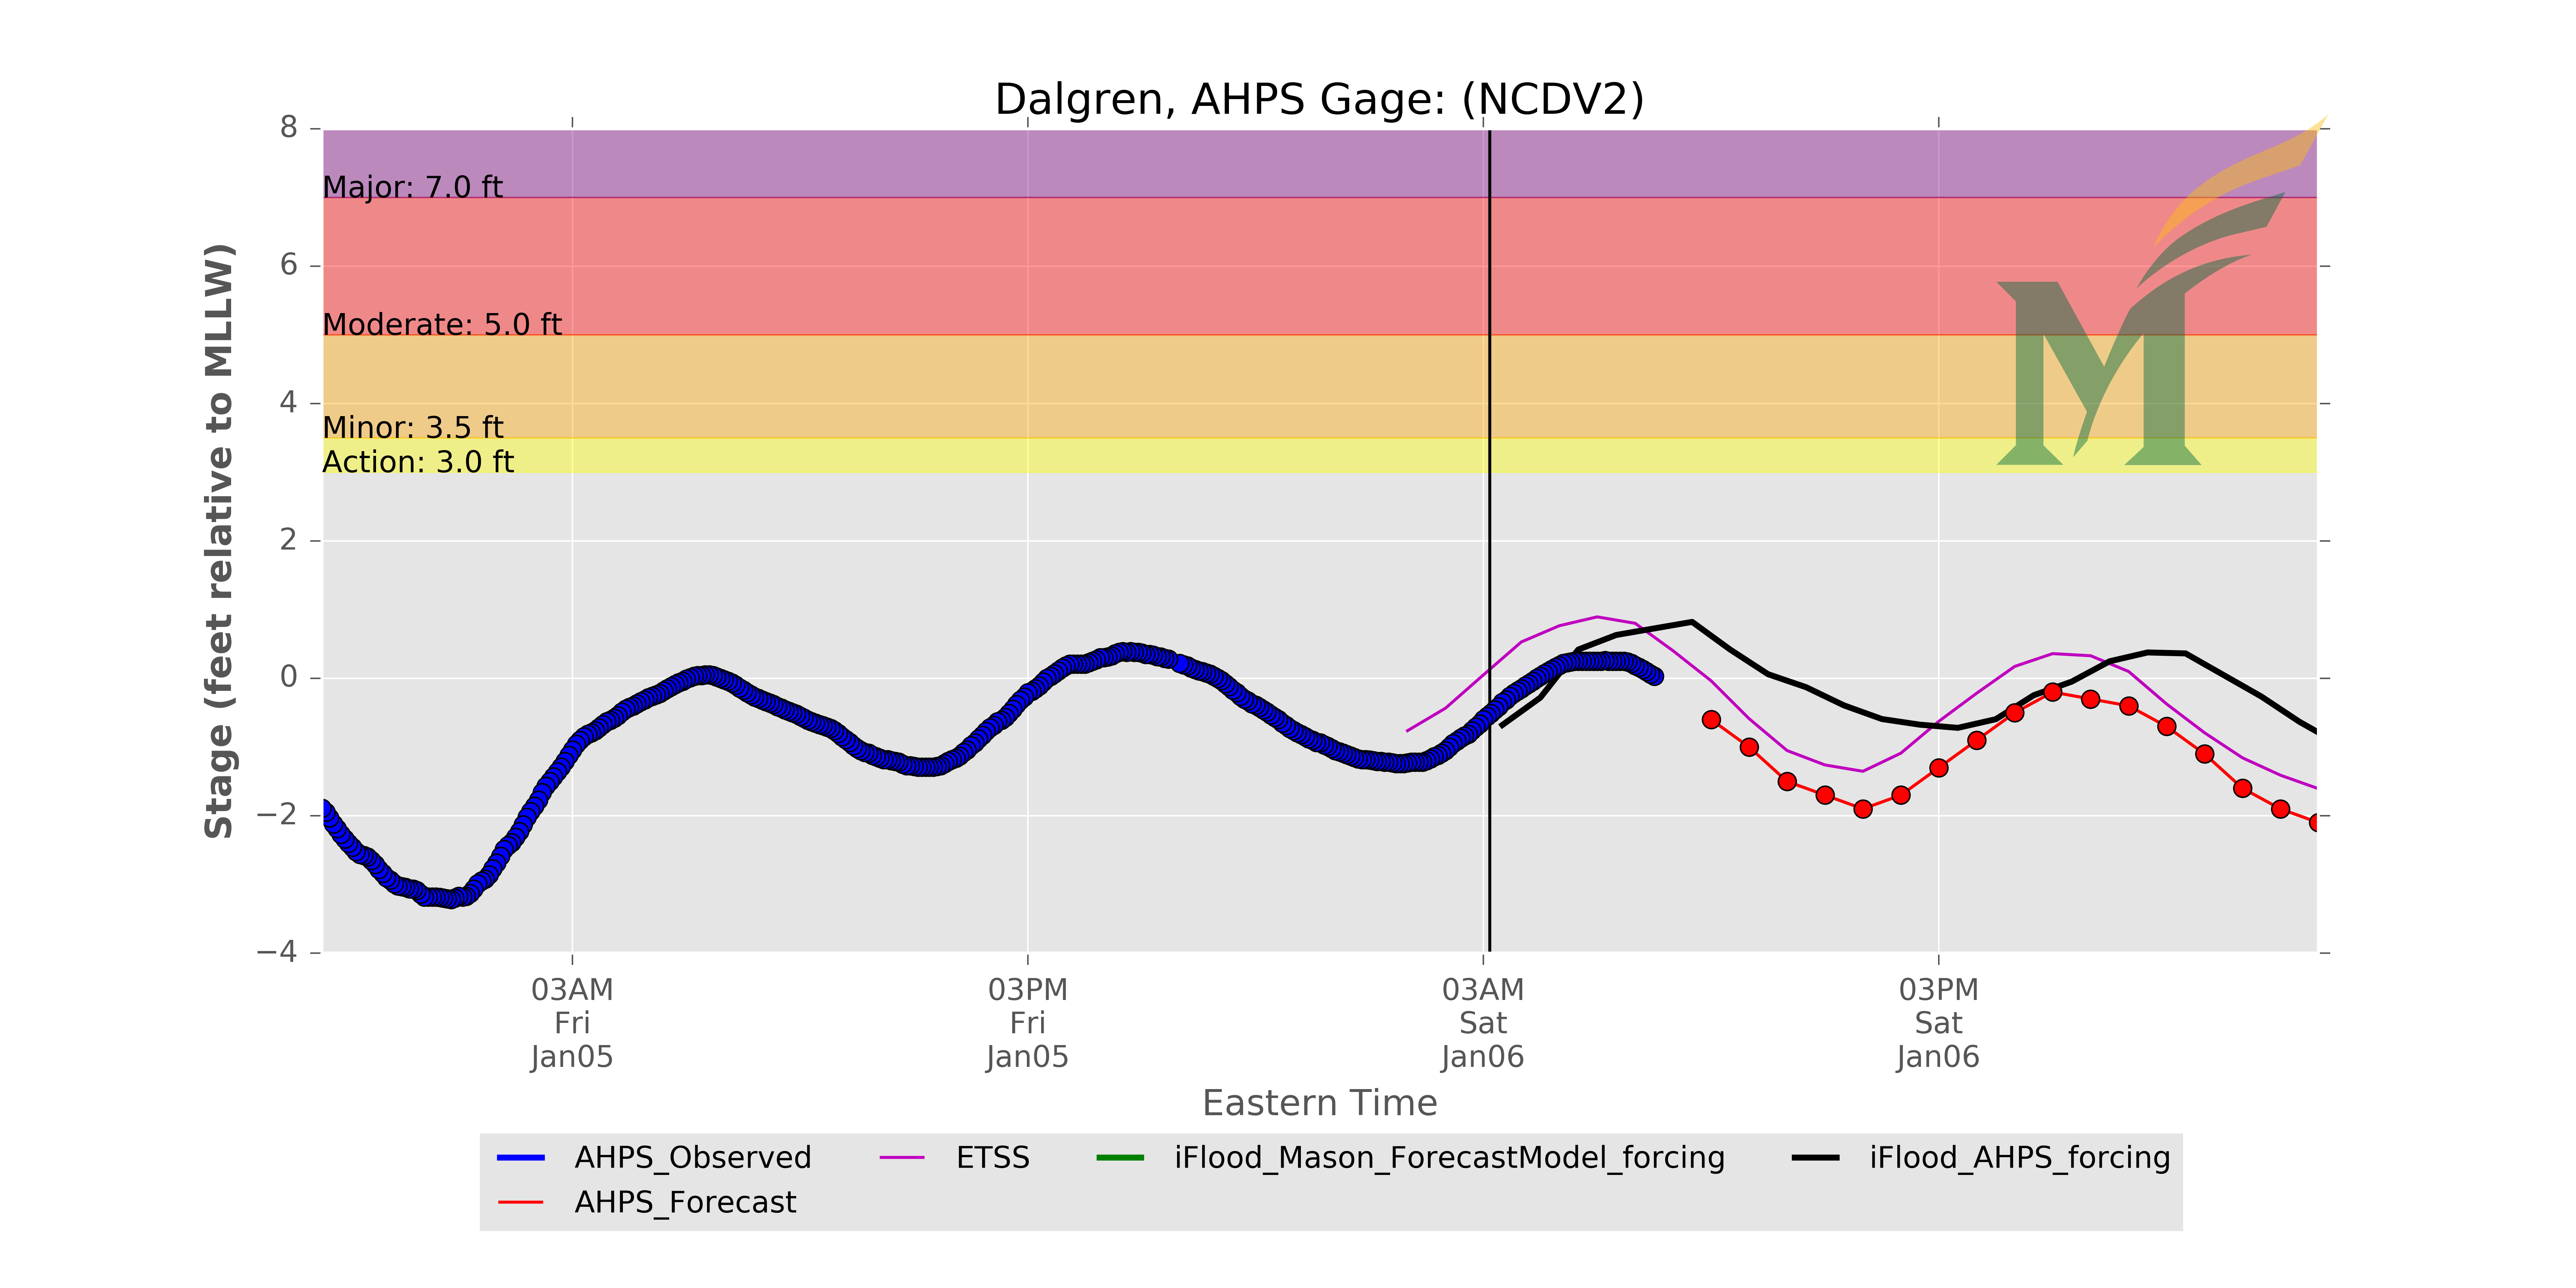 Dalgren, AHPS Gage: (NCDV2)
8
Major: 7.0 ft
6
Moderate: 5.0 ft
4
Minor: 3.5 ft
Action: 3.0 ft
2
0
−2
−4
Stage (feet relative to MLLW)
03AM
Fri
Jan05
03PM
Fri
Jan05
03AM
Sat
Jan06
03PM
Sat
Jan06
Eastern Time
AHPS_Observed
AHPS_Forecast
ETSS
iFlood_Mason_ForecastModel_forcing
iFlood_AHPS_forcing
M